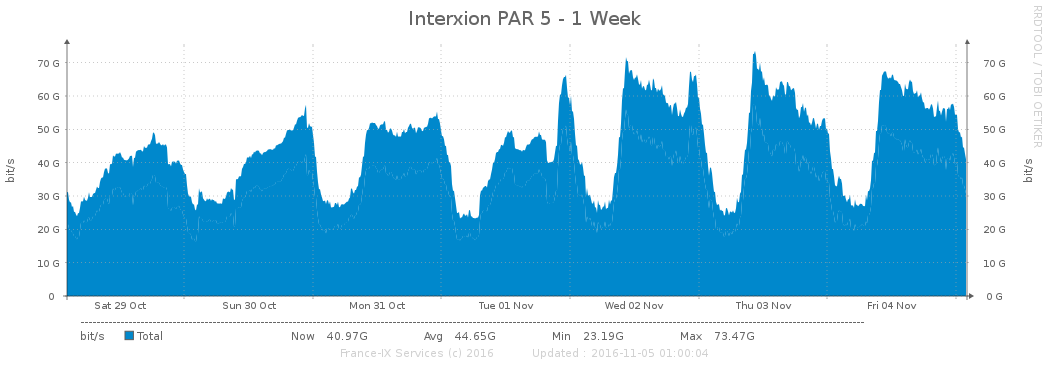 Interxion PAR 5 - 1 Week
RRDTOOL / TOBI OETIKER
bit/s
bit/s
70 G 70 G
60 G 60 G
50 G 50 G
40 G 40 G
30 G 30 G
20 G 20 G
10 G 10 G
0 0 G
Sat 29 Oct Sun 30 Oct Mon 31 Oct Tue 01 Nov Wed 02 Nov Thu 03 Nov Fri 04 Nov
bit/s Total Now 40.97G Avg 44.65G Min 23.19G Max 73.47G
France-IX Services (c) 2016 Updated : 2016-11-05 01:00:04